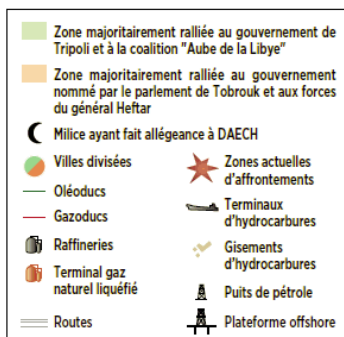 Zone majoritairement ralliée au gouvernement de
Tripoli et à la coalition "Aube de la Libye"
Zone majoritairement ralliée au gouvernement
nommé par le parlement de Tobrouk et aux forces
du général Heftar
Milice ayant fait allégeance à DAECH
Villes divisées
Oléoducs
Gazoducs
Raffineries
Terminal gaz
naturel liquéfié
Routes
Zones actuelles
d'affrontements
Terminaux
d'hydrocarbures
Gisements
d'hydrocarbures
Puits de pétrole
Plateforme offshore